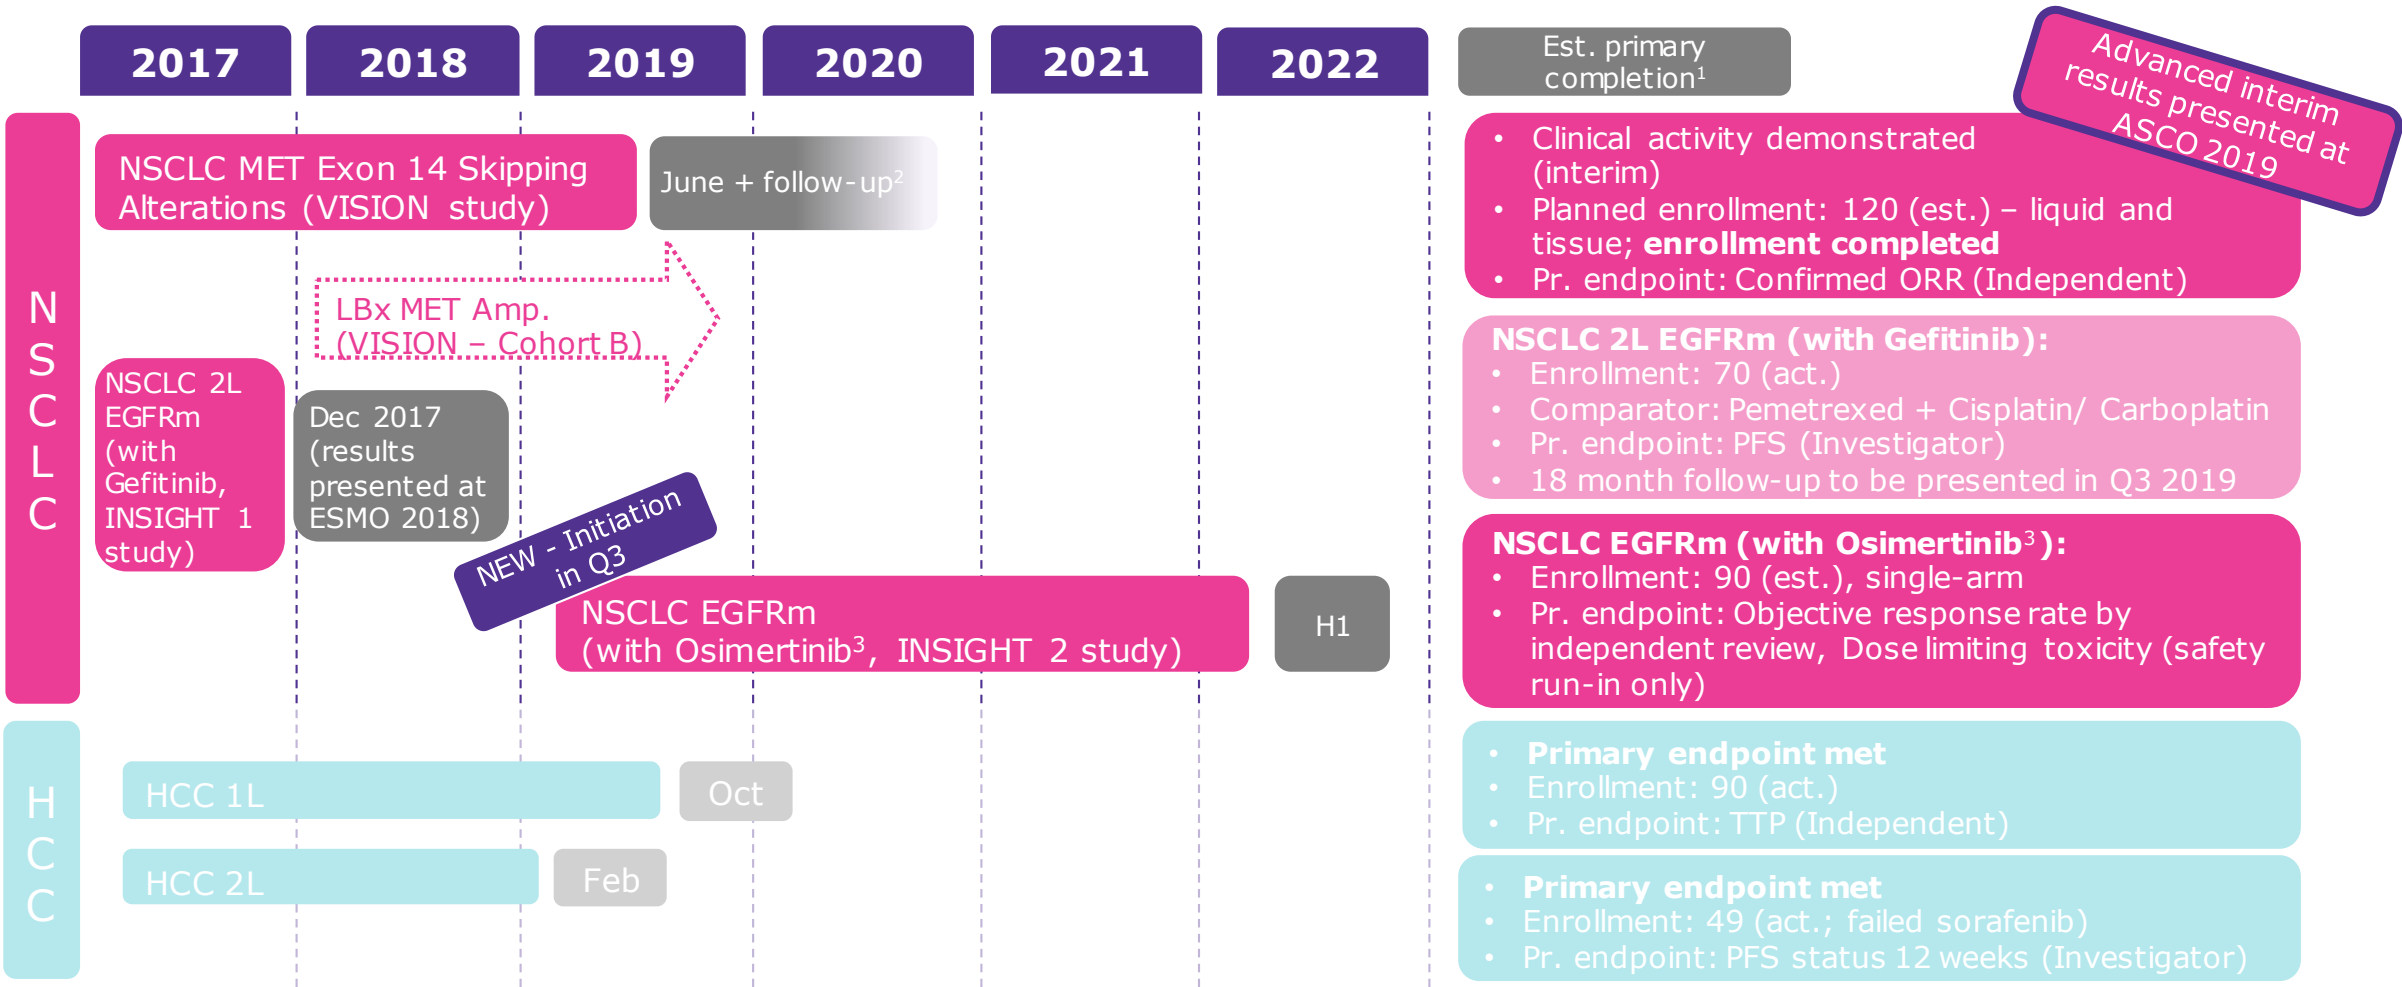 2017
2018
2019
2020
2021
2022
Est. primary
completion¹
Advanced interim
results presented at
ASCO 2019
N
S
C
L
C
NSCLC MET Exon 14 Skipping
Alterations (VISION study)
June + follow-up²
• Clinical activity demonstrated
(interim)
• Planned enrollment: 120 (est.) – liquid and
tissue; enrollment completed
• Pr. endpoint: Confirmed ORR (Independent)
LBx MET Amp.
(VISION – Cohort B)
NSCLC 2L
EGFRm
(with
Gefitinib,
INSIGHT 1
study)
Dec 2017
(results
presented at
ESMO 2018)
NSCLC 2L EGFRm (with Gefitinib):
• Enrollment: 70 (act.)
• Comparator: Pemetrexed + Cisplatin/ Carboplatin
• Pr. endpoint: PFS (Investigator)
• 18 month follow-up to be presented in Q3 2019
NEW - Initiation
in Q3
NSCLC EGFRm
(with Osimertinib³, INSIGHT 2 study)
H1
NSCLC EGFRm (with Osimertinib³):
• Enrollment: 90 (est.), single-arm
• Pr. endpoint: Objective response rate by
independent review, Dose limiting toxicity (safety
run-in only)
H
C
C
HCC 1L
Oct
• Primary endpoint met
• Enrollment: 90 (act.)
• Pr. endpoint: TTP (Independent)
HCC 2L
Feb
• Primary endpoint met
• Enrollment: 49 (act.; failed sorafenib)
• Pr. endpoint: PFS status 12 weeks (Investigator)